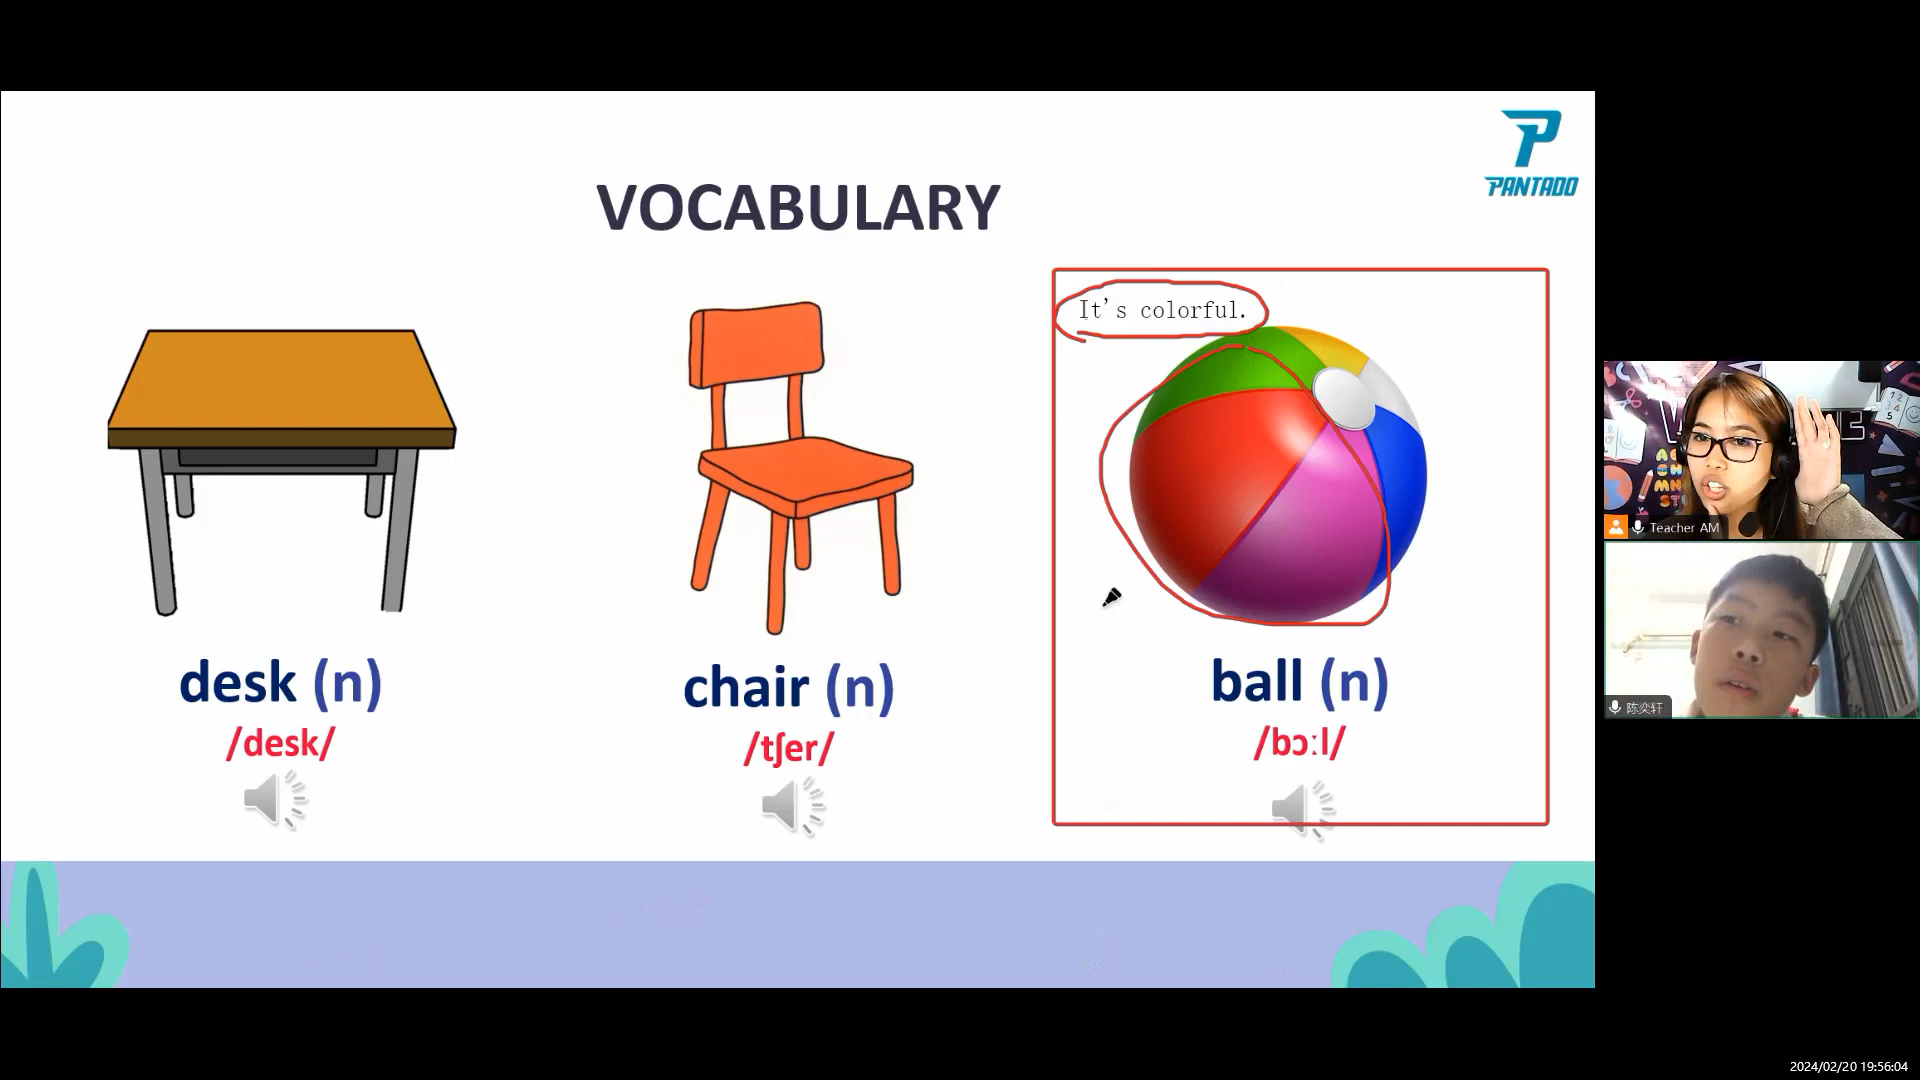 PANTADO
VOCABULARY
It's colorful.
desk (n)
/desk/
chair (n)
/tʃer/
ball (n)
/bɔːl/
Teacher AM
陈奕轩
2024/02/20 19:56:04